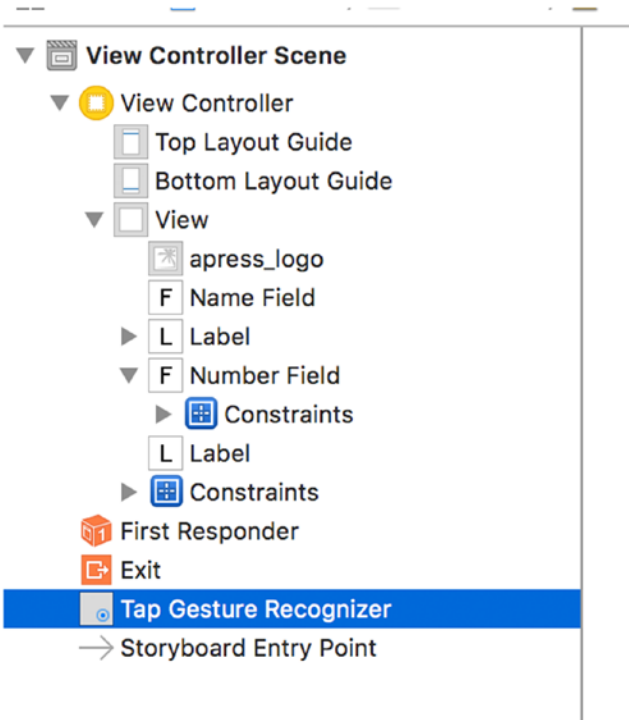 View Controller Scene
View Controller
Top Layout Guide
Bottom Layout Guide
View
apress_logo
F Name Field
L Label
F Number Field
Constraints
L Label
Constraints
First Responder
Exit
Tap Gesture Recognizer
Storyboard Entry Point